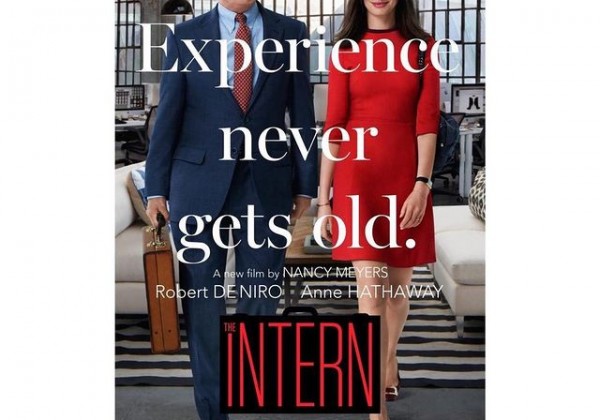 Experience
never
gets old.
A new film by NANCY MEYERS
Robert DE NIRO Anne HATHAWAY
THE
iNTERN